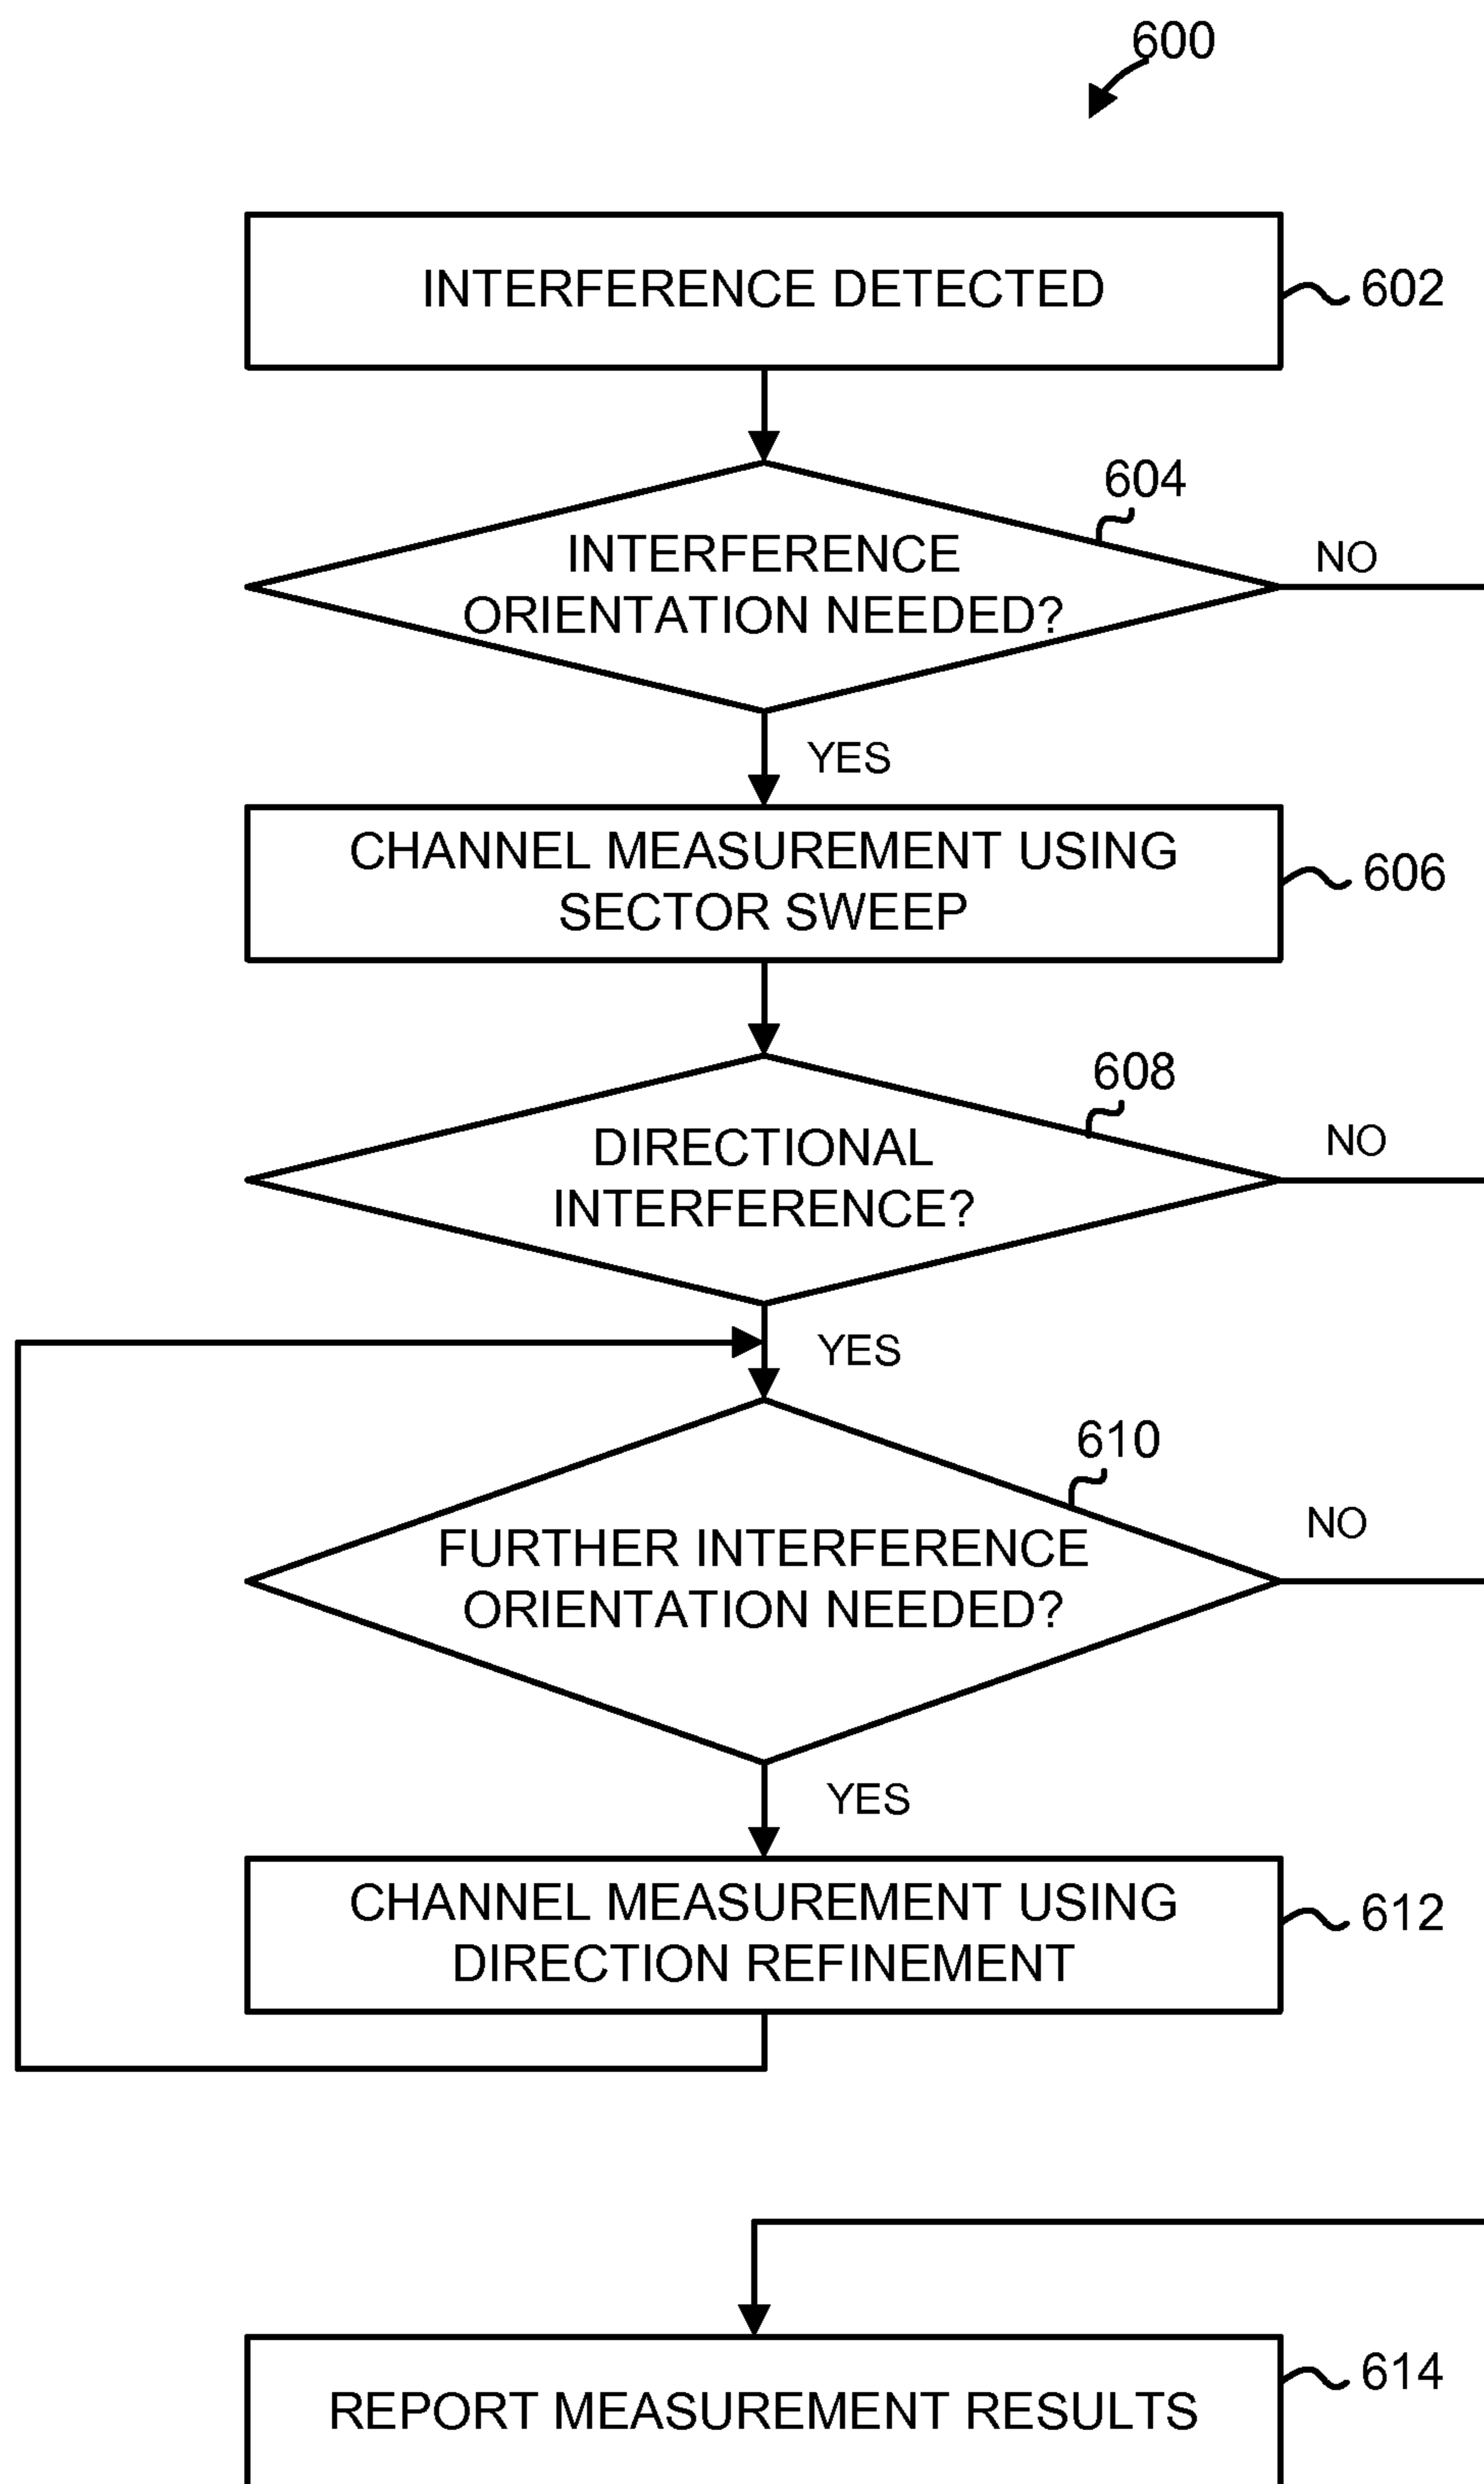 600
INTERFERENCE DETECTED
602
604
INTERFERENCE
ORIENTATION NEEDED?
NO
YES
CHANNEL MEASUREMENT USING
SECTOR SWEEP
606
608
DIRECTIONAL
INTERFERENCE?
NO
YES
610
FURTHER INTERFERENCE
ORIENTATION NEEDED?
NO
YES
CHANNEL MEASUREMENT USING
DIRECTION REFINEMENT
612
614
REPORT MEASUREMENT RESULTS